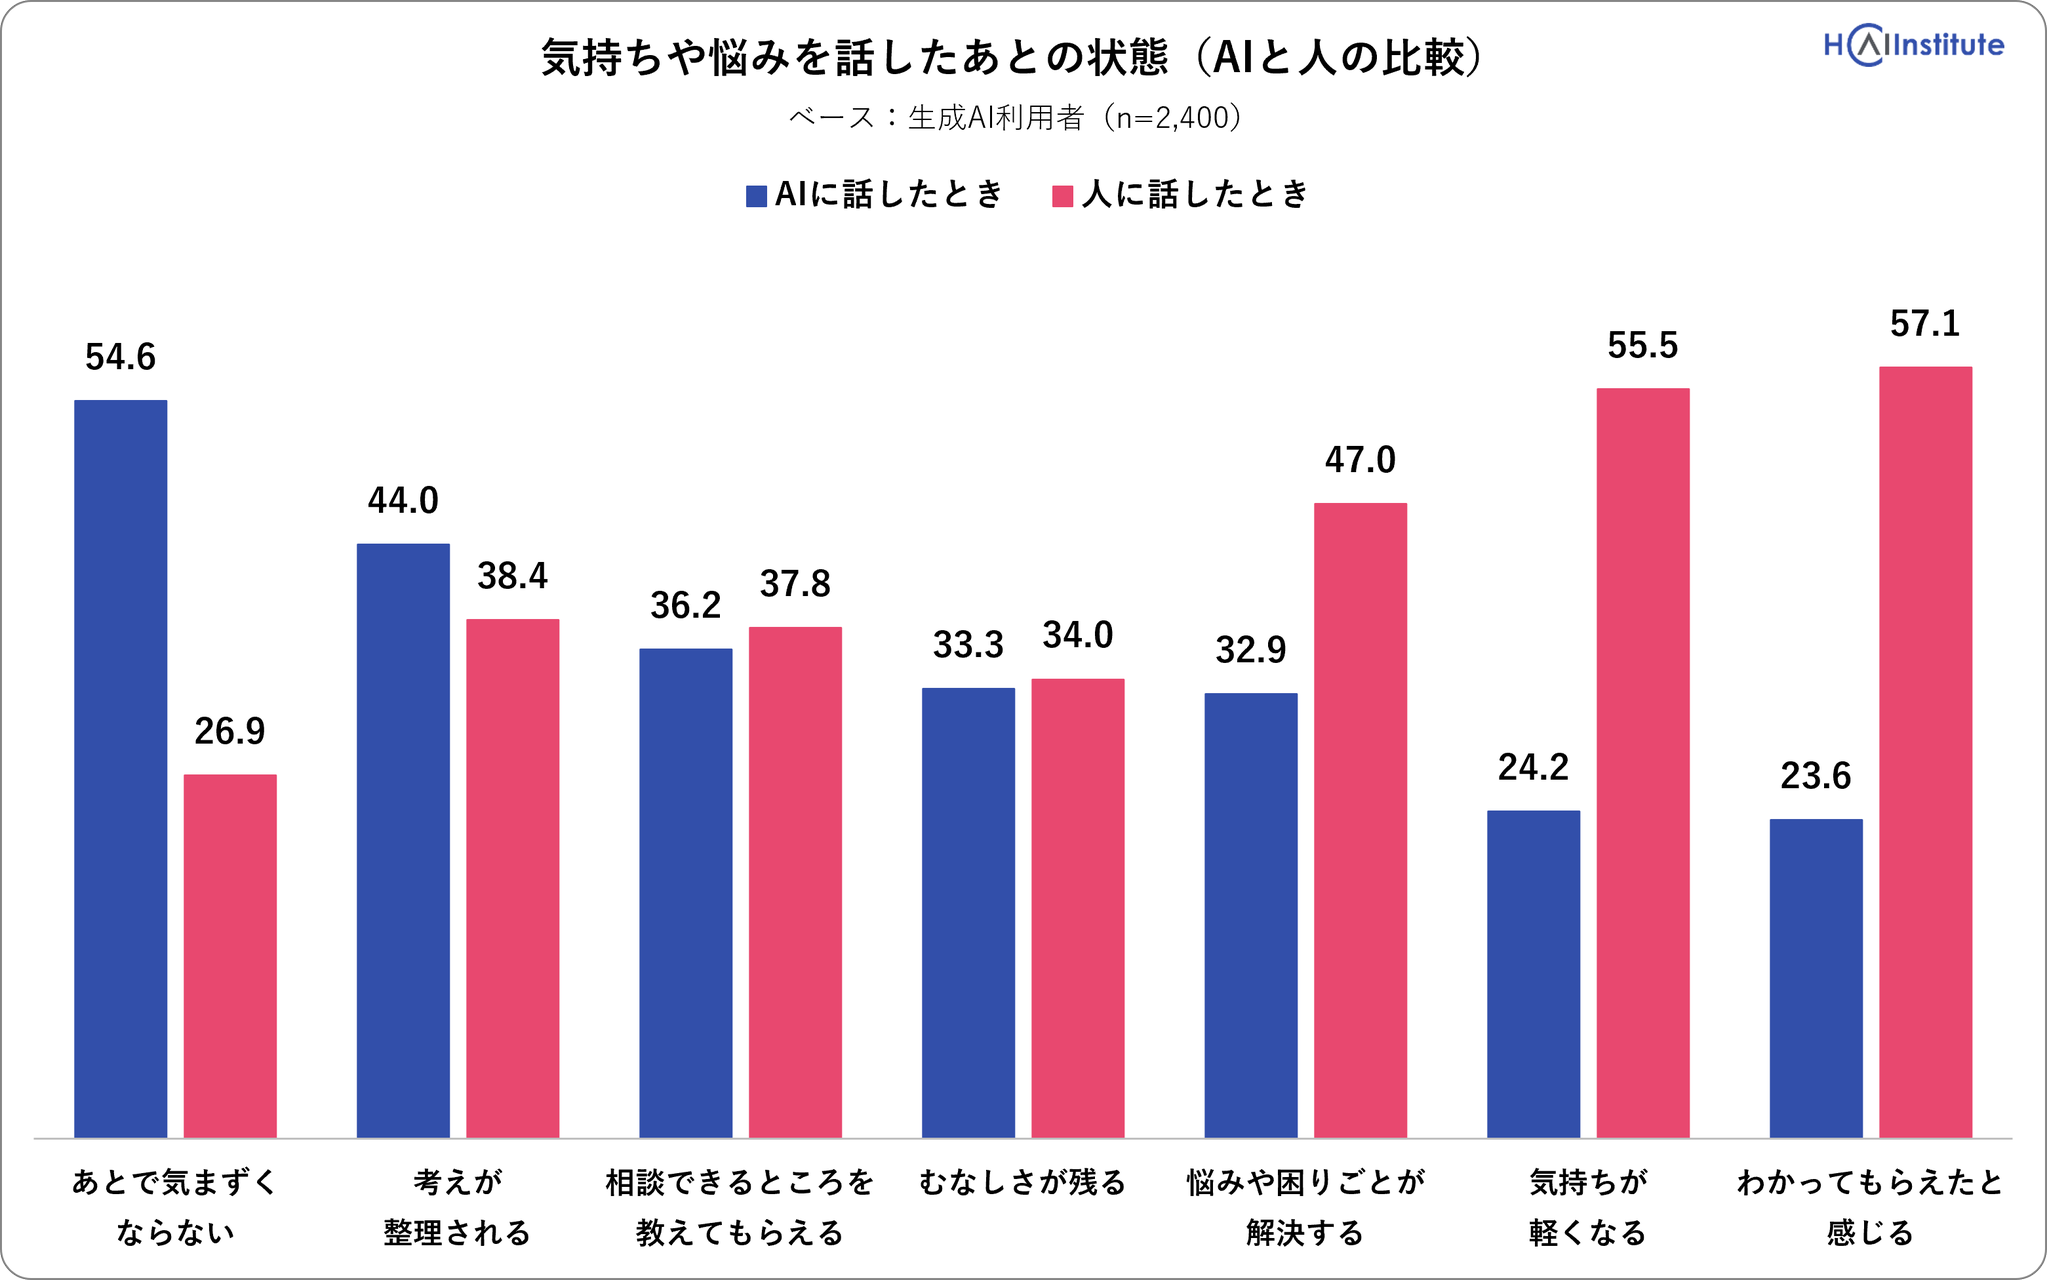 気持ちや悩みを話したあとの状態（AIと人の比較）
HAIInstitute
ベース：生成AI利用者（n=2,400）
AIに話したとき 人に話したとき
54.6 26.9
44.0 38.4
36.2 37.8
33.3 34.0
32.9 47.0
24.2 55.5
23.6 57.1
あとで気まずく
ならない
考えが
整理される
相談できるところを
教えてもらえる
むなしさが残る
悩みや困りごとが
解決する
気持ちが
軽くなる
わかってもらえたと
感じる